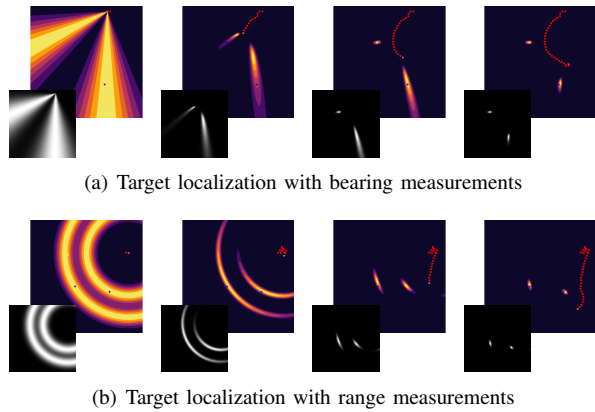 (a) Target localization with bearing measurements
(b) Target localization with range measurements